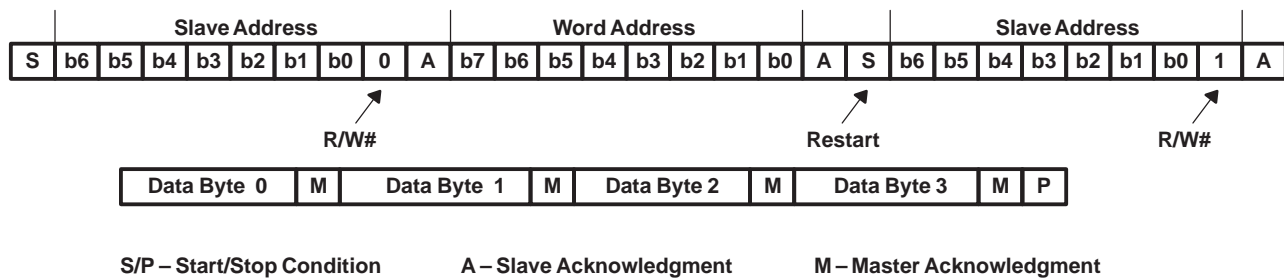 Slave Address Word Address Slave Address
S b6 b5 b4 b3 b2 b1 b0 0 A b7 b6 b5 b4 b3 b2 b1 b0 A S b6 b5 b4 b3 b2 b1 b0 1 A
R/W# Restart R/W#
Data Byte 0 M Data Byte 1 M Data Byte 2 M Data Byte 3 M P
S/P – Start/Stop Condition A – Slave Acknowledgment M – Master Acknowledgment